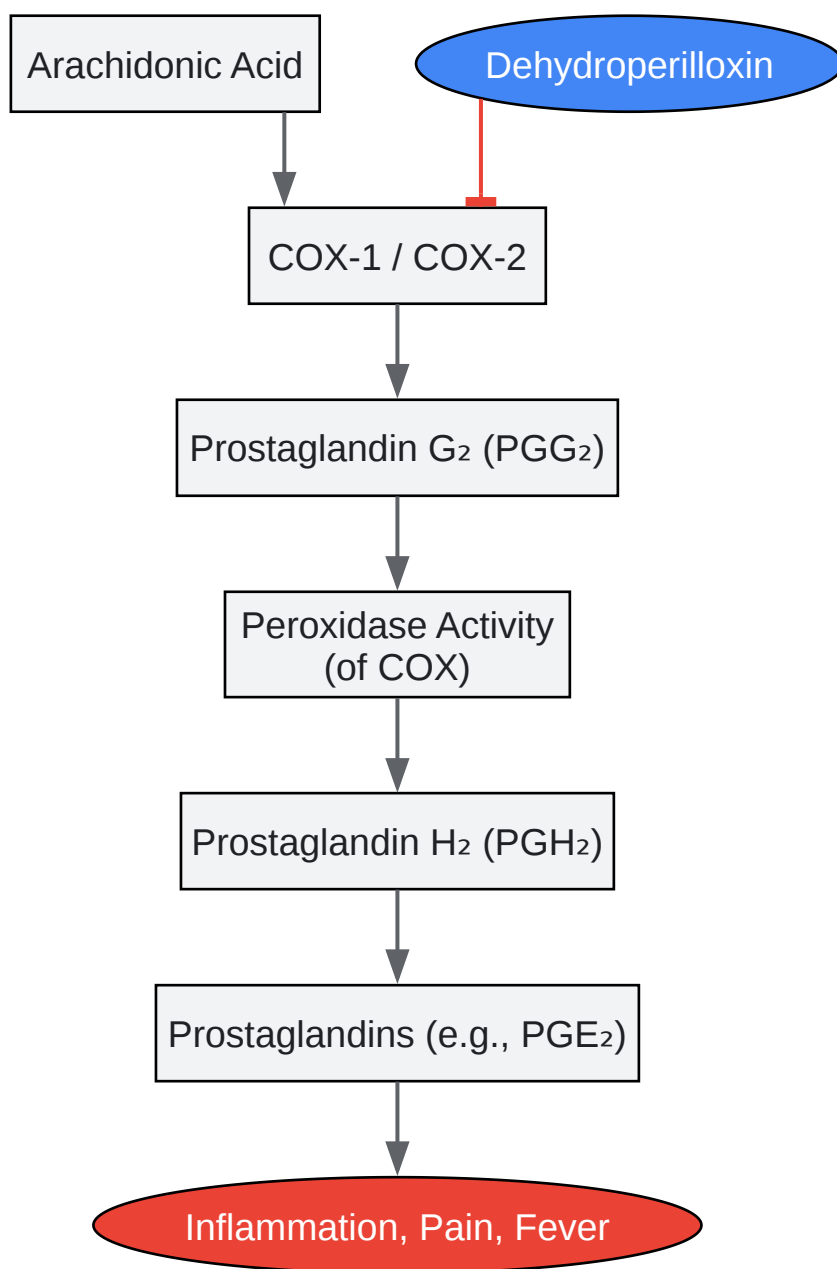 Arachidonic Acid
Dehydroperilloxin
COX-1 / COX-2
Prostaglandin G₂ (PGG₂)
Peroxidase Activity
(of COX)
Prostaglandin H₂ (PGH₂)
Prostaglandins (e.g., PGE₂)
Inflammation, Pain, Fever